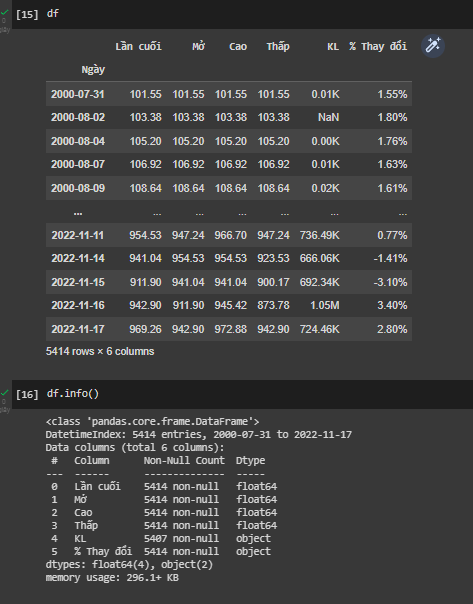 [15] df
Lần cuối Mở Cao Thấp KL % Thay đổi
Ngày
2000-07-31 101.55 101.55 101.55 101.55 0.01K 1.55%
2000-08-02 103.38 103.38 103.38 103.38 NaN 1.80%
2000-08-04 105.20 105.20 105.20 105.20 0.00K 1.76%
2000-08-07 106.92 106.92 106.92 106.92 0.01K 1.63%
2000-08-09 108.64 108.64 108.64 108.64 0.02K 1.61%
... ... ... ... ... ... ...
2022-11-11 954.53 947.24 966.70 947.24 736.49K 0.77%
2022-11-14 941.04 954.53 954.53 923.53 666.06K -1.41%
2022-11-15 911.90 941.04 941.04 900.17 692.34K -3.10%
2022-11-16 942.90 911.90 945.42 873.78 1.05M 3.40%
2022-11-17 969.26 942.90 972.88 942.90 724.46K 2.80%
5414 rows × 6 columns
[16] df.info()
<class 'pandas.core.frame.DataFrame'>
DatetimeIndex: 5414 entries, 2000-07-31 to 2022-11-17
Data columns (total 6 columns):
# Column Non-Null Count Dtype
--- ------ -------------- -----
0 Lần cuối 5414 non-null float64
1 Mở 5414 non-null float64
2 Cao 5414 non-null float64
3 Thấp 5414 non-null float64
4 KL 5407 non-null object
5 % Thay đổi 5414 non-null object
dtypes: float64(4), object(2)
memory usage: 296.1+ KB